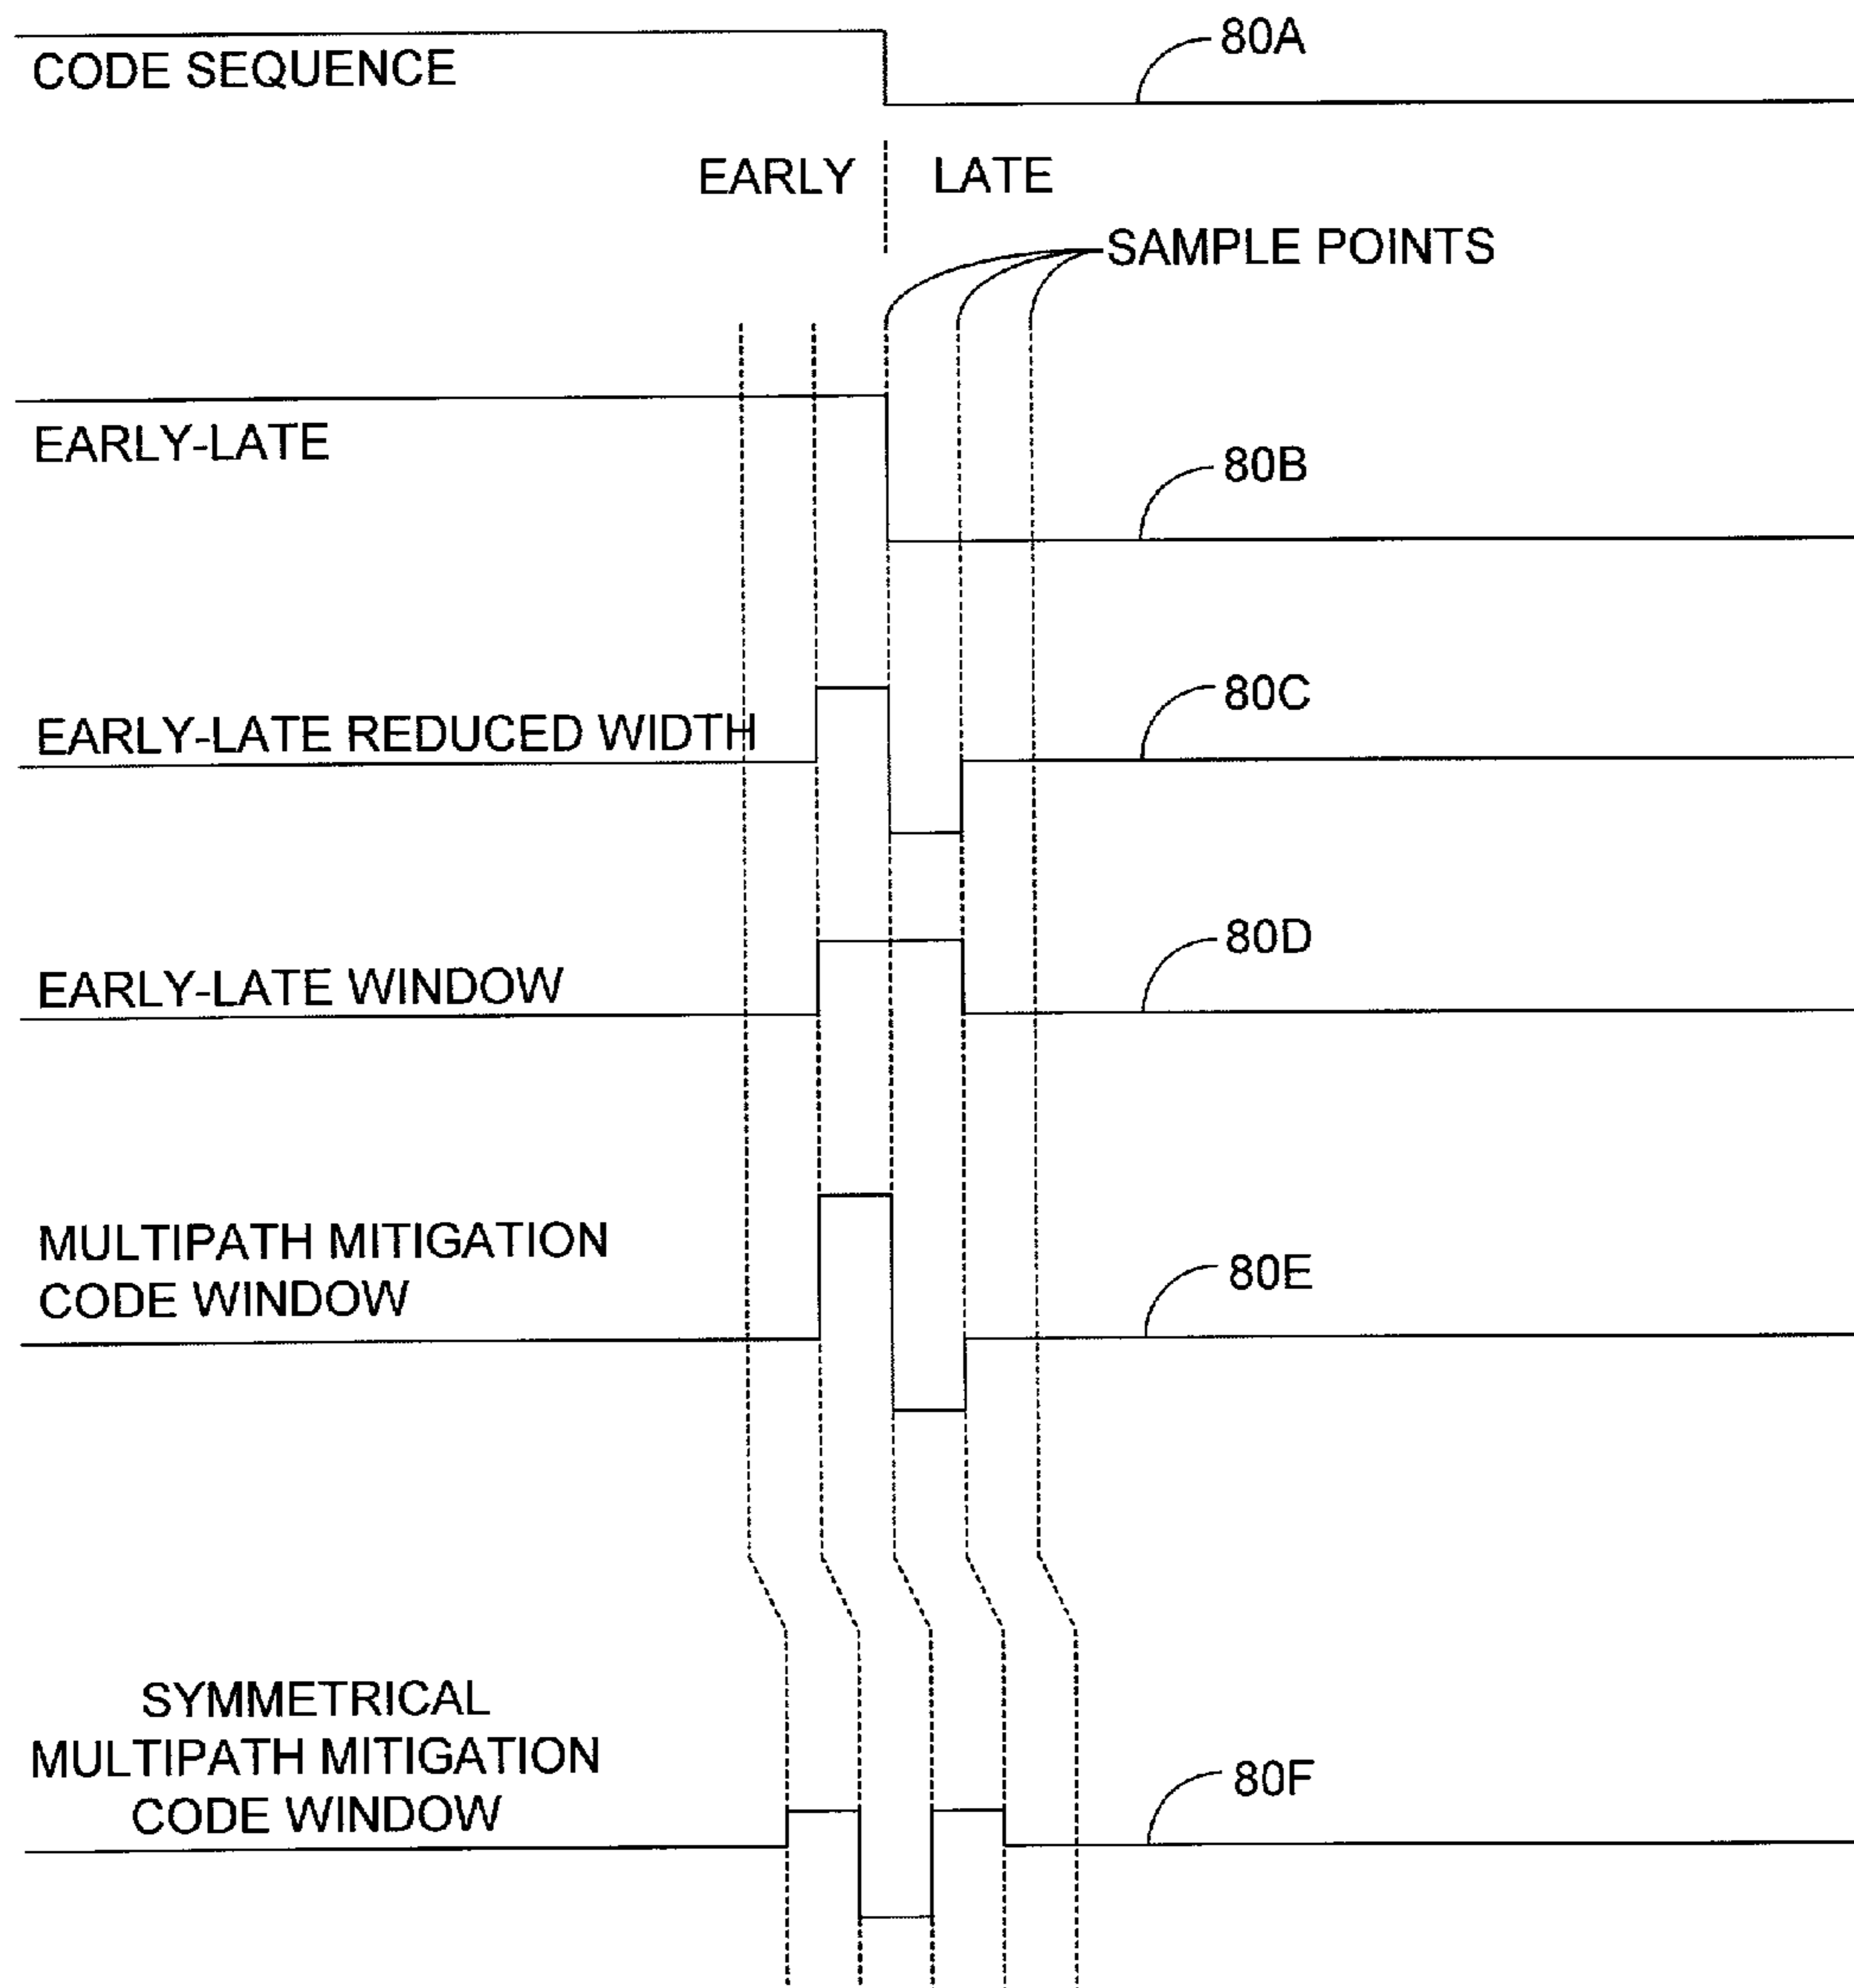 80A
CODE SEQUENCE
EARLY LATE
SAMPLE POINTS
EARLY-LATE
80B
80C
EARLY-LATE REDUCED WIDTH
80D
EARLY-LATE WINDOW
MULTIPATH MITIGATION
CODE WINDOW
80E
SYMMETRICAL
MULTIPATH MITIGATION
CODE WINDOW
80F